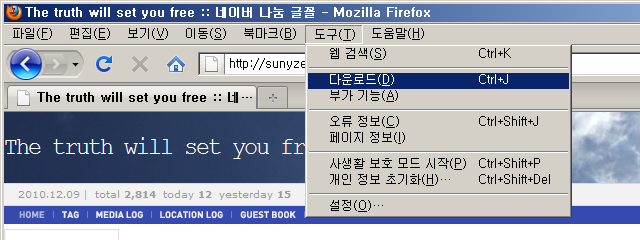 The truth will set you free :: 네이버 나눔 글꼴 - Mozilla Firefox
파일(F) 편집(E) 보기(V) 이동(S) 북마크(B) 도구(T) 도움말(H)
http://sunyze
The truth will set you free :: 네…
웹 검색(S) Ctrl+K
다운로드(D) Ctrl+J
부가 기능(A)
오류 정보(C) Ctrl+Shift+J
페이지 정보(I)
사생활 보호 모드 시작(P) Ctrl+Shift+P
개인 정보 초기화(H)… Ctrl+Shift+Del
설정(O)…
The truth will set you fr
2010.12.09 | total 2,814 today 12 yesterday 15
HOME | TAG | MEDIA LOG | LOCATION LOG | GUEST BOOK